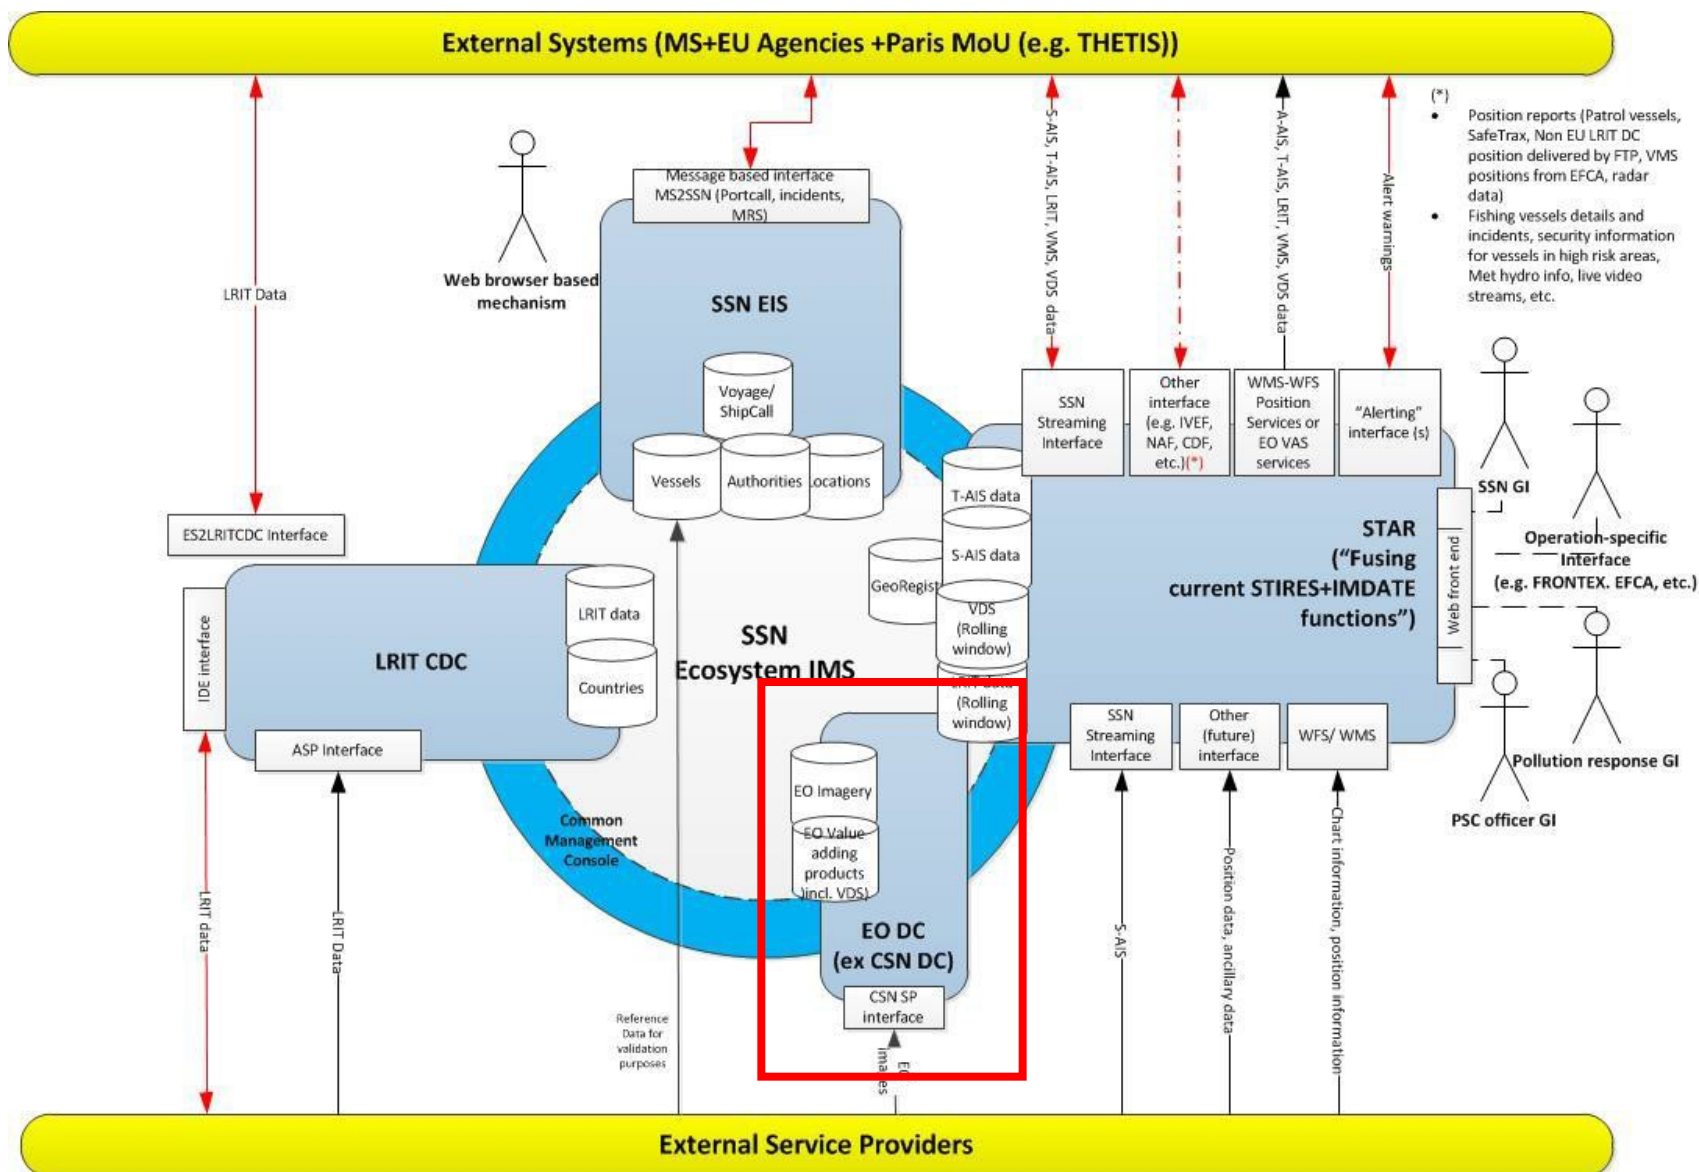 External Systems (MS+EU Agencies +Paris MoU (e.g. THETIS))
LRIT Data
Web browser based
mechanism
Message based interface
MS2SSN (Portcall, incidents,
MRS)
SSN EIS
Voyage/
ShipCall
Vessels
Authorities
Locations
S-AIS, T-AIS, LRIT, VMS, VDS data
A-AIS, T-AIS, LRIT, VMS, VDS data
Alert warnings
(*)
• Position reports (Patrol vessels,
SafeTrax, Non EU LRIT DC
position delivered by FTP, VMS
positions from EFCA, radar
data)
• Fishing vessels details and
incidents, security information
for vessels in high risk areas,
Met hydro info, live video
streams, etc.
SSN
Streaming
Interface
Other
interface
(e.g. IVEF,
NAF, CDF,
etc.)(*)
WMS-WFS
Position
Services or
EO VAS
services
“Alerting”
interface (s)
SSN GI
Operation-specific
Interface
(e.g. FRONTEX. EFCA, etc.)
Web front end
STAR
(“Fusing
current STIRES+IMDATE
functions”)
T-AIS data
S-AIS data
GeoRegist
VDS
(Rolling
window)
LRIT data
(Rolling
window)
ES2LRITCDC Interface
IDE interface
LRIT CDC
LRIT data
Countries
ASP Interface
SSN
Ecosystem IMS
SSN
Streaming
Interface
Other
(future)
interface
WFS/ WMS
Pollution response GI
PSC officer GI
EO Imagery
EO Value
adding
products
)incl. VDS)
EO DC
(ex CSN DC)
CSN SP
interface
Common
Management
Console
LRIT data
LRIT Data
Reference
Data for
validation
purposes
EO
images
S-AIS
Position data, ancillary data
Chart information, position information
External Service Providers